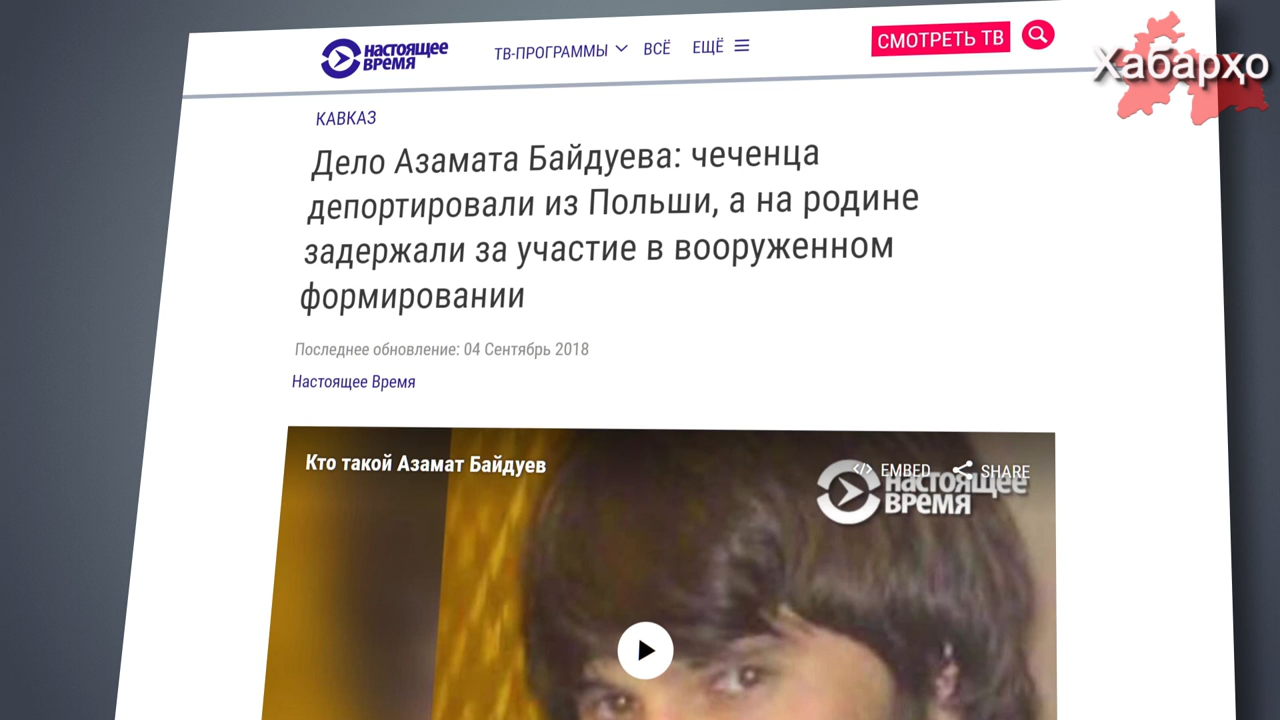 настоящее
время
ТВ-ПРОГРАММЫ ВСЁ ЕЩЁ
СМОТРЕТЬ ТВ
Хабарҳо
КАВКАЗ
Дело Азамата Байдуева: чеченца
депортировали из Польши, а на родине
задержали за участие в вооруженном
формировании
Последнее обновление: 04 Сентябрь 2018
Настоящее Время
Кто такой Азамат Байдуев
</> EMBED SHARE
настоящее
время